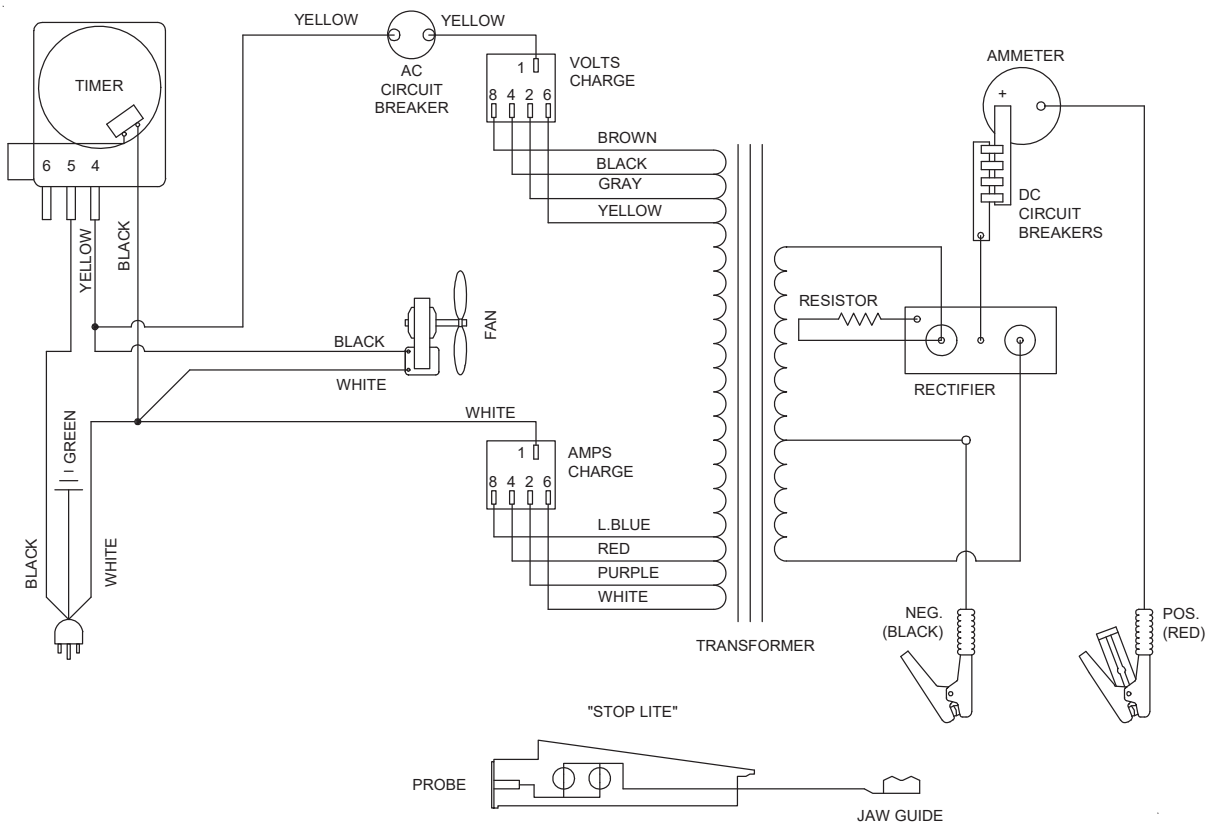 YELLOW
YELLOW
TIMER
6 5 4
AC
CIRCUIT
BREAKER
1
8 4 2 6
VOLTS
CHARGE
AMMETER
+
DC
CIRCUIT
BREAKERS
BROWN
BLACK
GRAY
YELLOW
YELLOW
BLACK
FAN
BLACK
WHITE
RESISTOR
RECTIFIER
WHITE
1
8 4 2 6
AMPS
CHARGE
GREEN
BLACK
WHITE
L.BLUE
RED
PURPLE
WHITE
TRANSFORMER
NEG.
(BLACK)
POS.
(RED)
"STOP LITE"
PROBE
JAW GUIDE